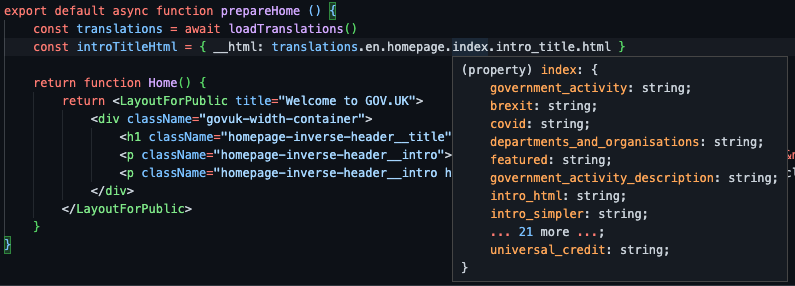 export default async function prepareHome () {
const translations = await loadTranslations()
const introTitleHtml = { __html: translations.en.homepage.index.intro_title.html }
(property) index: {
government_activity: string;
brexit: string;
covid: string;
departments_and_organisations: string;
featured: string;
government_activity_description: string;
intro_html: string;
intro_simpler: string;
... 21 more ...;
universal_credit: string;
}
return function Home() {
return <LayoutForPublic title="Welcome to GOV.UK">
<div className="govuk-width-container">
<h1 className="homepage-inverse-header__title"
<p className="homepage-inverse-header__intro">
<p className="homepage-inverse-header__intro h
</div>
</LayoutForPublic>
}
}